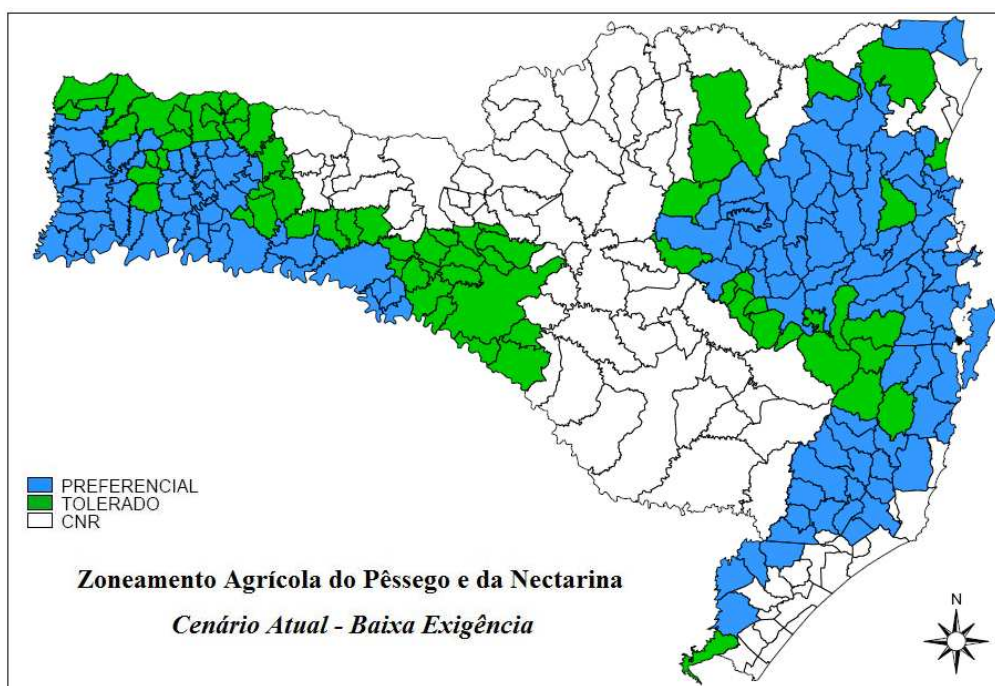 PREFERENCIAL
TOLERADO
CNR
Zoneamento Agrícola do Pêssego e da Nectarina
Cenário Atual - Baixa Exigência
N